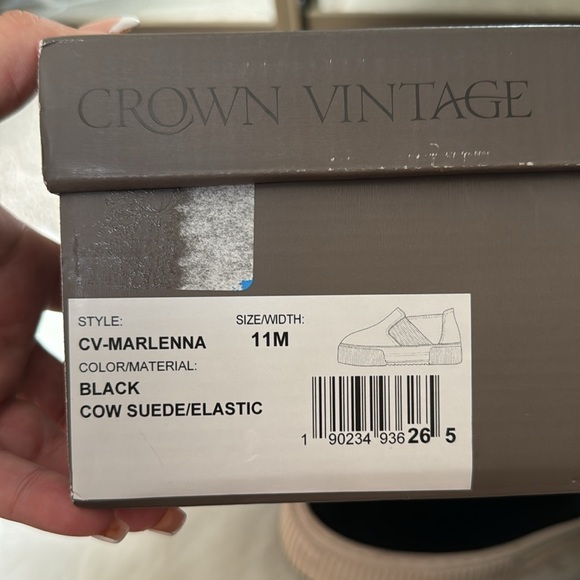 CROWN VINTAGE
STYLE: SIZE/WIDTH:
CV-MARLENNA 11M
COLOR/MATERIAL:
BLACK
COW SUEDE/ELASTIC
1 90234 936 26 5